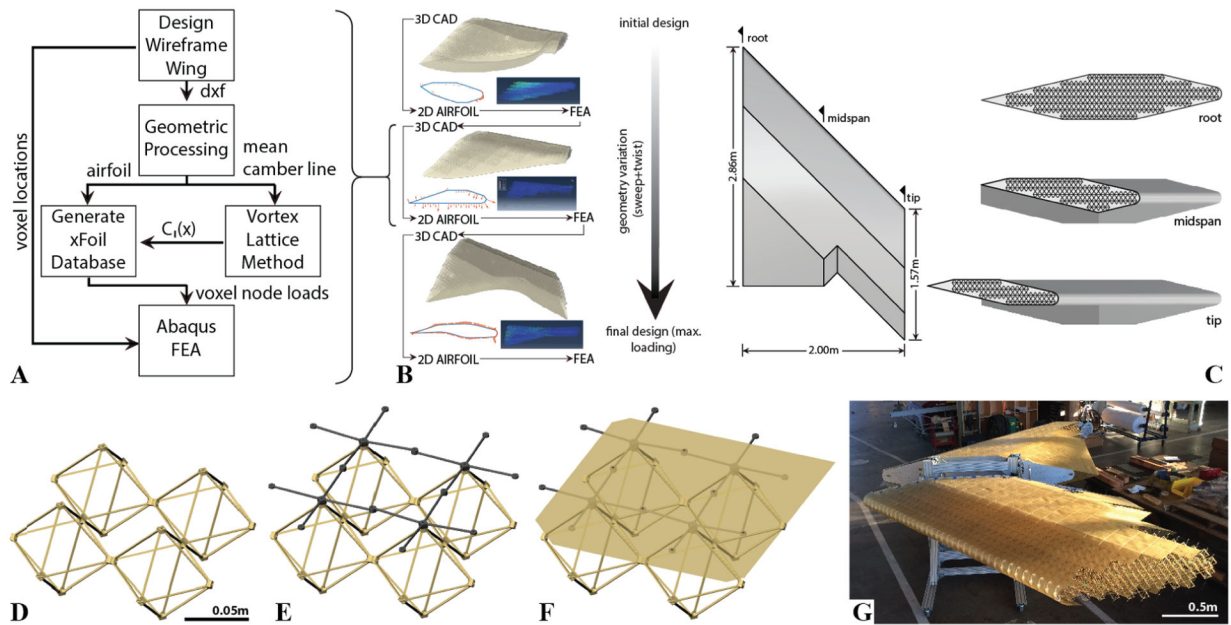 Design
Wireframe
Wing
dxf
Geometric
Processing
airfoil
mean
camber line
voxel locations
Generate
xFoil
Database
Cₗ(x)
Vortex
Lattice
Method
voxel node loads
Abaqus
FEA
A
3D CAD
2D AIRFOIL
FEA
3D CAD
2D AIRFOIL
FEA
3D CAD
2D AIRFOIL
FEA
B
initial design
geometry variation
(sweep+twist)
final design (max.
loading)
root
midspan
tip
2.86m
1.57m
2.00m
root
midspan
tip
C
D
0.05m
E
F
G
0.5m